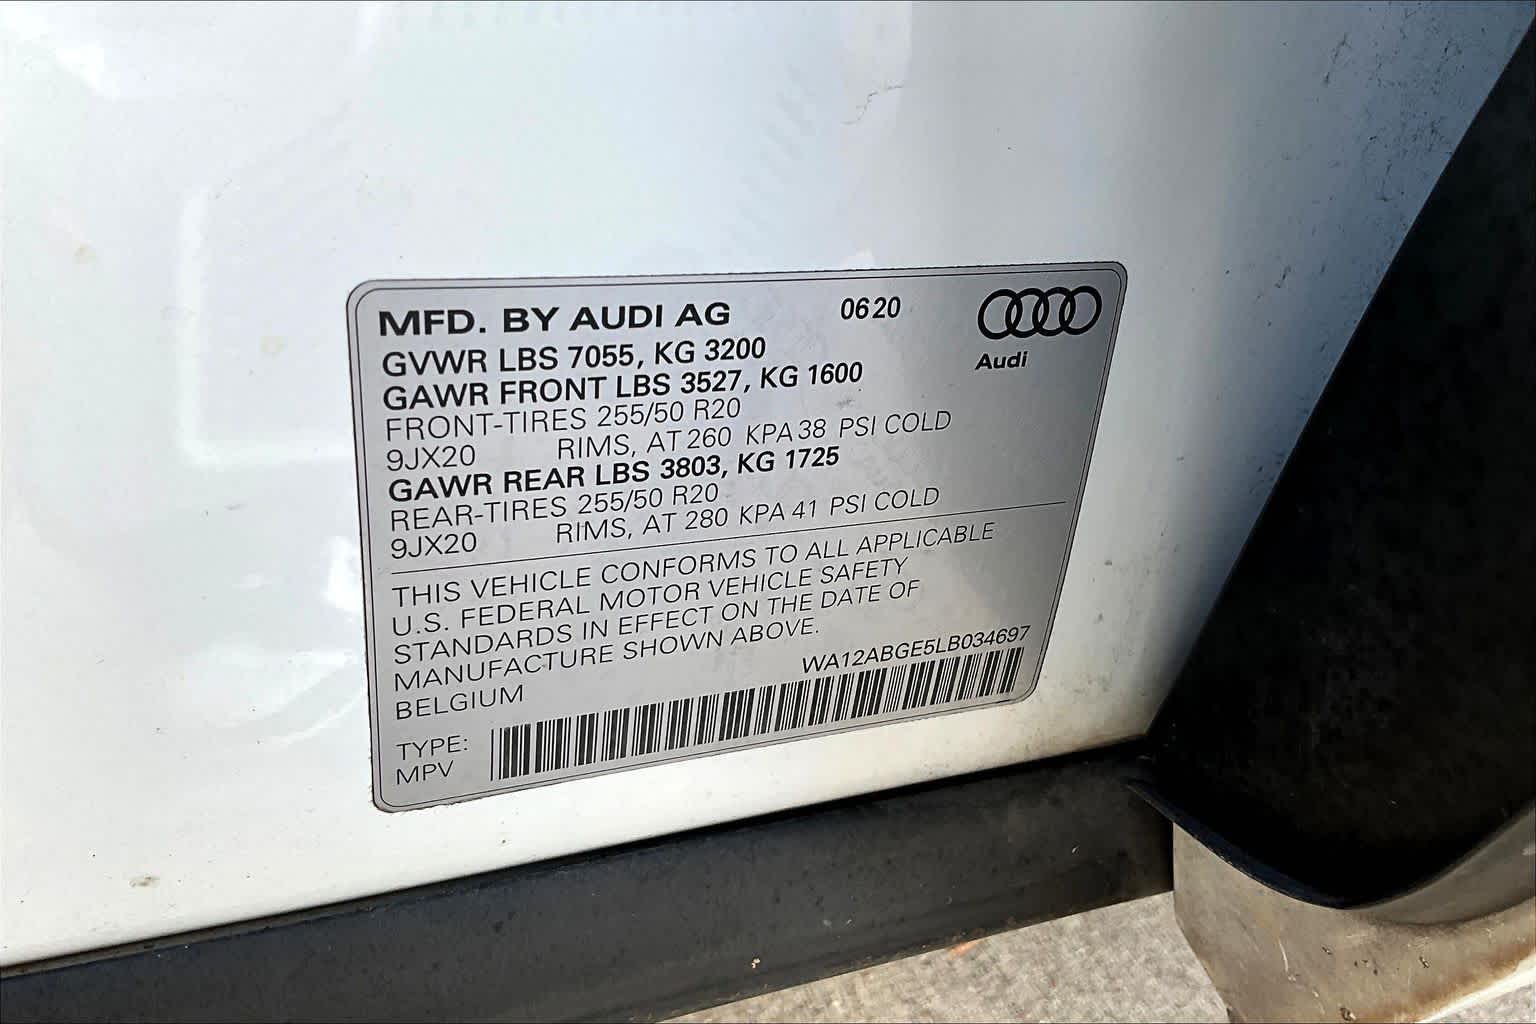 MFD. BY AUDI AG 06 20
Audi
GVWR LBS 7055, KG 3200
GAWR FRONT LBS 3527, KG 1600
FRONT-TIRES 255/50 R20
9JX20 RIMS, AT 260 KPA 38 PSI COLD
GAWR REAR LBS 3803, KG 1725
REAR-TIRES 255/50 R20
9JX20 RIMS, AT 280 KPA 41 PSI COLD
THIS VEHICLE CONFORMS TO ALL APPLICABLE
U.S. FEDERAL MOTOR VEHICLE SAFETY
STANDARDS IN EFFECT ON THE DATE OF
MANUFACTURE SHOWN ABOVE.
BELGIUM WA12ABGE5LB034697
TYPE:
MPV